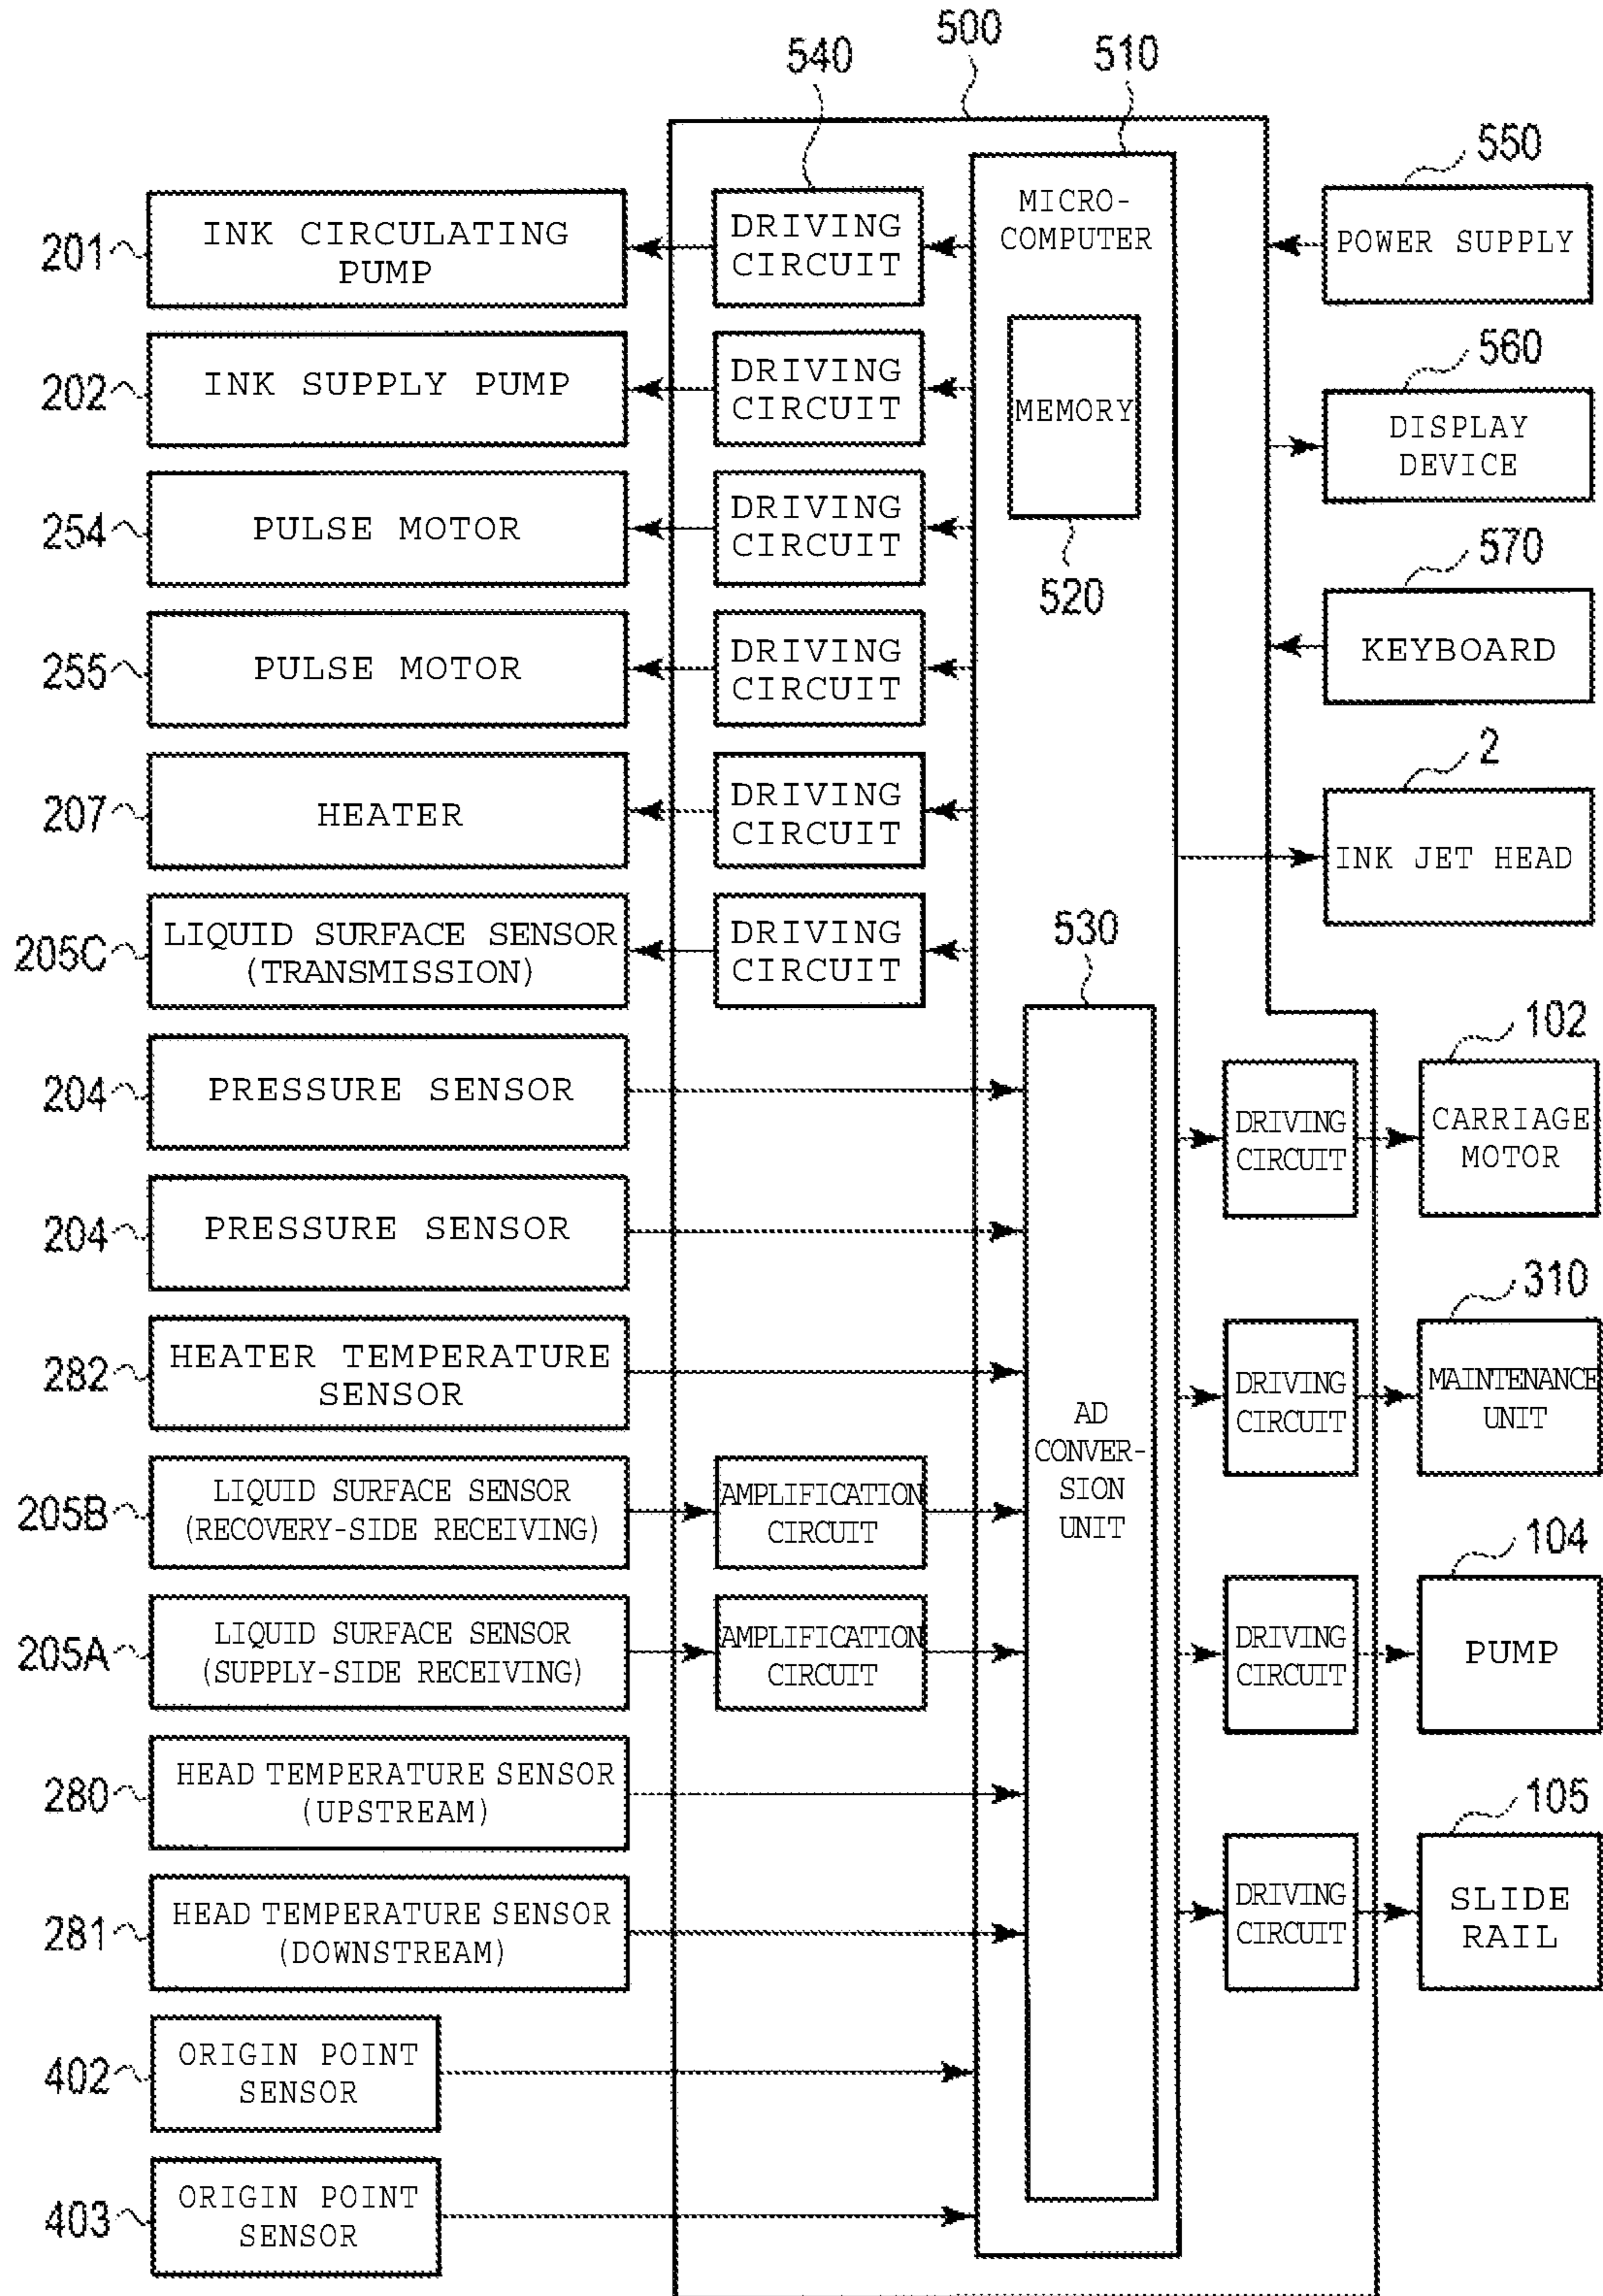 500
540
510
550
201
INK CIRCULATING
PUMP
DRIVING
CIRCUIT
MICRO-
COMPUTER
POWER SUPPLY
202
INK SUPPLY PUMP
DRIVING
CIRCUIT
MEMORY
520
560
DISPLAY
DEVICE
254
PULSE MOTOR
DRIVING
CIRCUIT
570
KEYBOARD
255
PULSE MOTOR
DRIVING
CIRCUIT
2
INK JET HEAD
207
HEATER
DRIVING
CIRCUIT
205C
LIQUID SURFACE SENSOR
(TRANSMISSION)
DRIVING
CIRCUIT
530
AD
CONVER-
SION
UNIT
204
PRESSURE SENSOR
DRIVING
CIRCUIT
102
CARRIAGE
MOTOR
204
PRESSURE SENSOR
282
HEATER TEMPERATURE
SENSOR
DRIVING
CIRCUIT
310
MAINTENANCE
UNIT
205B
LIQUID SURFACE SENSOR
(RECOVERY-SIDE RECEIVING)
AMPLIFICATION
CIRCUIT
205A
LIQUID SURFACE SENSOR
(SUPPLY-SIDE RECEIVING)
AMPLIFICATION
CIRCUIT
DRIVING
CIRCUIT
104
PUMP
280
HEAD TEMPERATURE SENSOR
(UPSTREAM)
281
HEAD TEMPERATURE SENSOR
(DOWNSTREAM)
DRIVING
CIRCUIT
105
SLIDE
RAIL
402
ORIGIN POINT
SENSOR
403
ORIGIN POINT
SENSOR